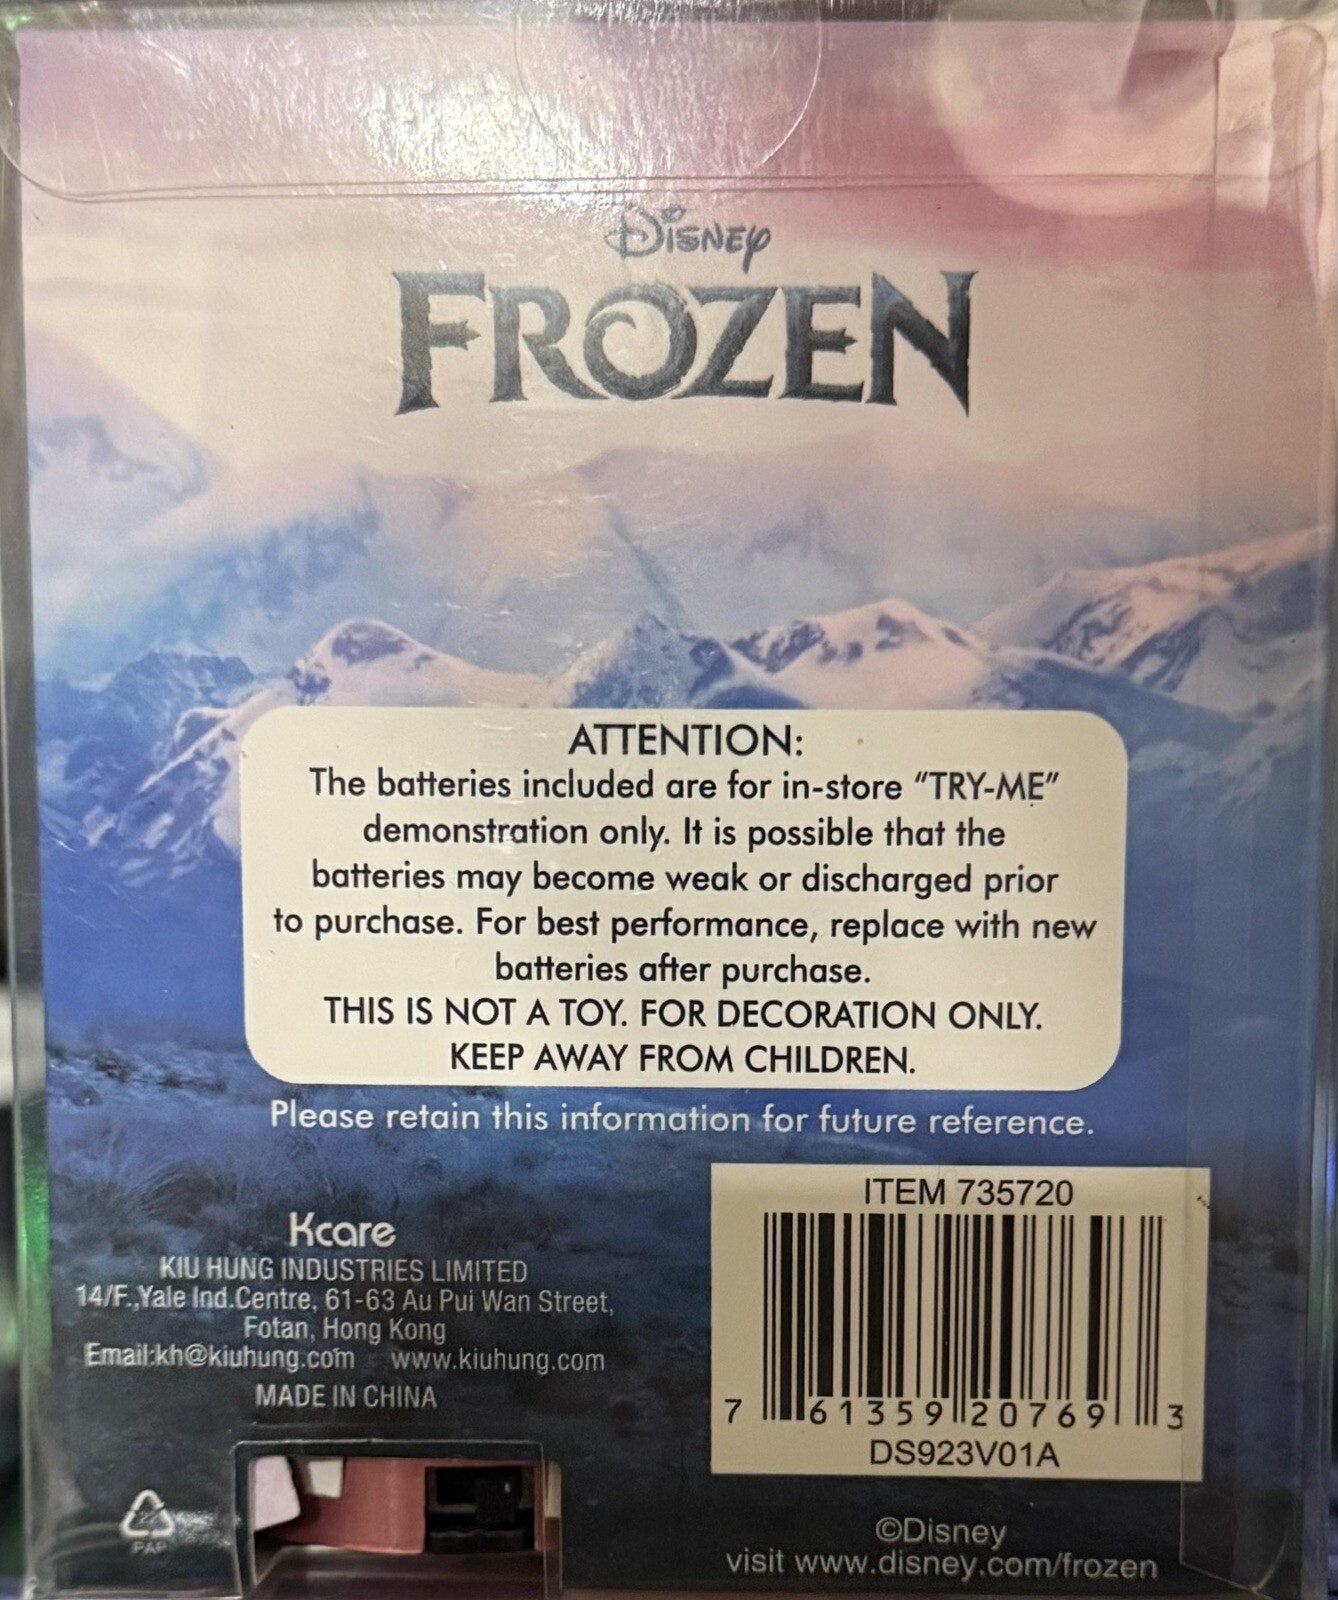 Disney
FROZEN
ATTENTION:
The batteries included are for in-store “TRY-ME”
demonstration only. It is possible that the
batteries may become weak or discharged prior
to purchase. For best performance, replace with new
batteries after purchase.
THIS IS NOT A TOY. FOR DECORATION ONLY.
KEEP AWAY FROM CHILDREN.
Please retain this information for future reference.
Kcare
KIU HUNG INDUSTRIES LIMITED
14/F.,Yale Ind.Centre, 61-63 Au Pui Wan Street,
Fotan, Hong Kong
Email:kh@kiuhung.com www.kiuhung.com
MADE IN CHINA
PAP
ITEM 735720
7 61359 20769 3
DS923V01A
©Disney
visit www.disney.com/frozen